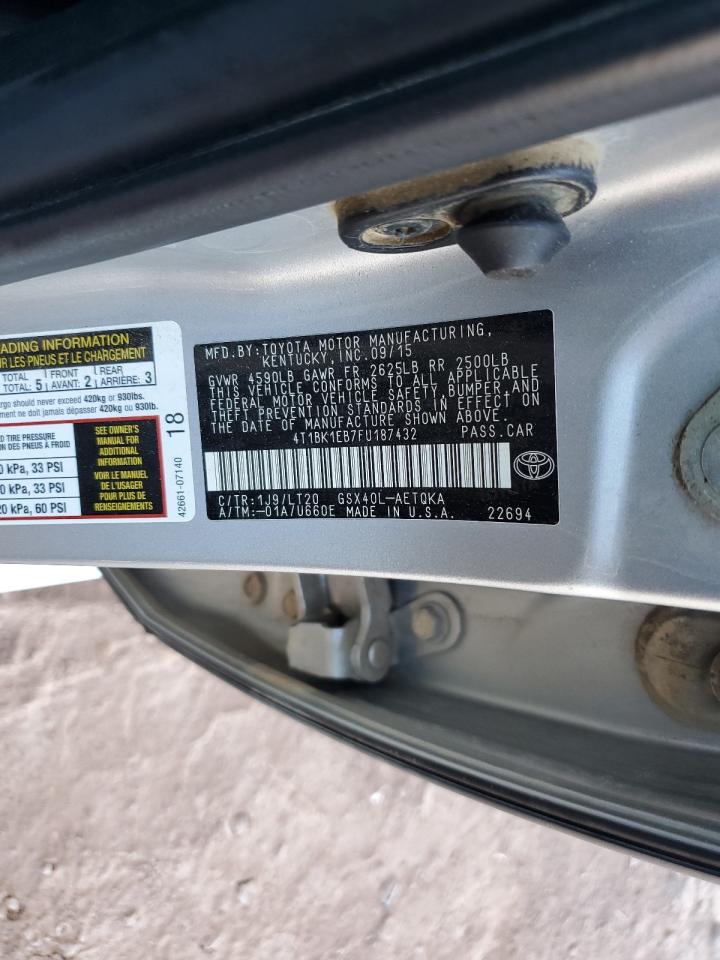 ADING INFORMATION
UR LES PNEUS ET LE CHARGEMENT
TOTAL FRONT REAR
TOTAL: 5 AVANT: 2 ARRIÈRE: 3
rgo should never exceed 420kg or 930lbs.
ment ne doit jamais dépasser 420kg ou 930lb.
D TIRE PRESSURE
ON DES PNEUS À FROID
0 kPa, 33 PSI
0 kPa, 33 PSI
20 kPa, 60 PSI
SEE OWNER'S
MANUAL FOR
ADDITIONAL
INFORMATION
VOIR LE MANUEL
DE L'USAGER
POUR PLUS DE
RENSEIGNEMENTS
42661-07140
18
MFD.BY:TOYOTA MOTOR MANUFACTURING,
KENTUCKY, INC.09/15
GVWR 4590LB GAWR FR 2625LB RR 2500LB
THIS VEHICLE CONFORMS TO ALL APPLICABLE
FEDERAL MOTOR VEHICLE SAFETY, BUMPER, AND
THEFT PREVENTION STANDARDS IN EFFECT ON
THE DATE OF MANUFACTURE SHOWN ABOVE.
4T1BK1EB7FU187432 PASS.CAR
C/TR:1J9/LT20 GSX40L-AETQKA
A/TM:-01A/U660E MADE IN U.S.A. 22694